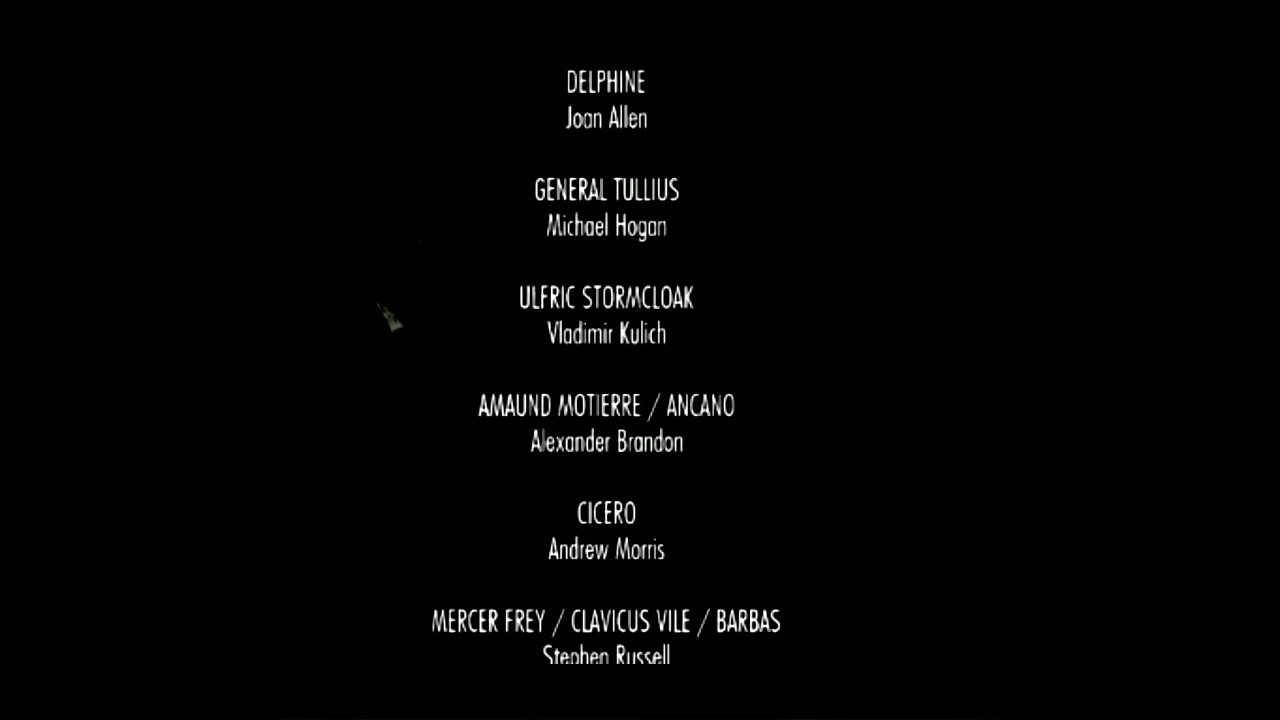 DELPHINE
Joan Allen
GENERAL TULLIUS
Michael Hogan
ULFRIC STORMCLOAK
Vladimir Kulich
AMAUND MOTIERRE / ANCANO
Alexander Brandon
CICERO
Andrew Morris
MERCER FREY / CLAVICUS VILE / BARBAS
Stephen Russell